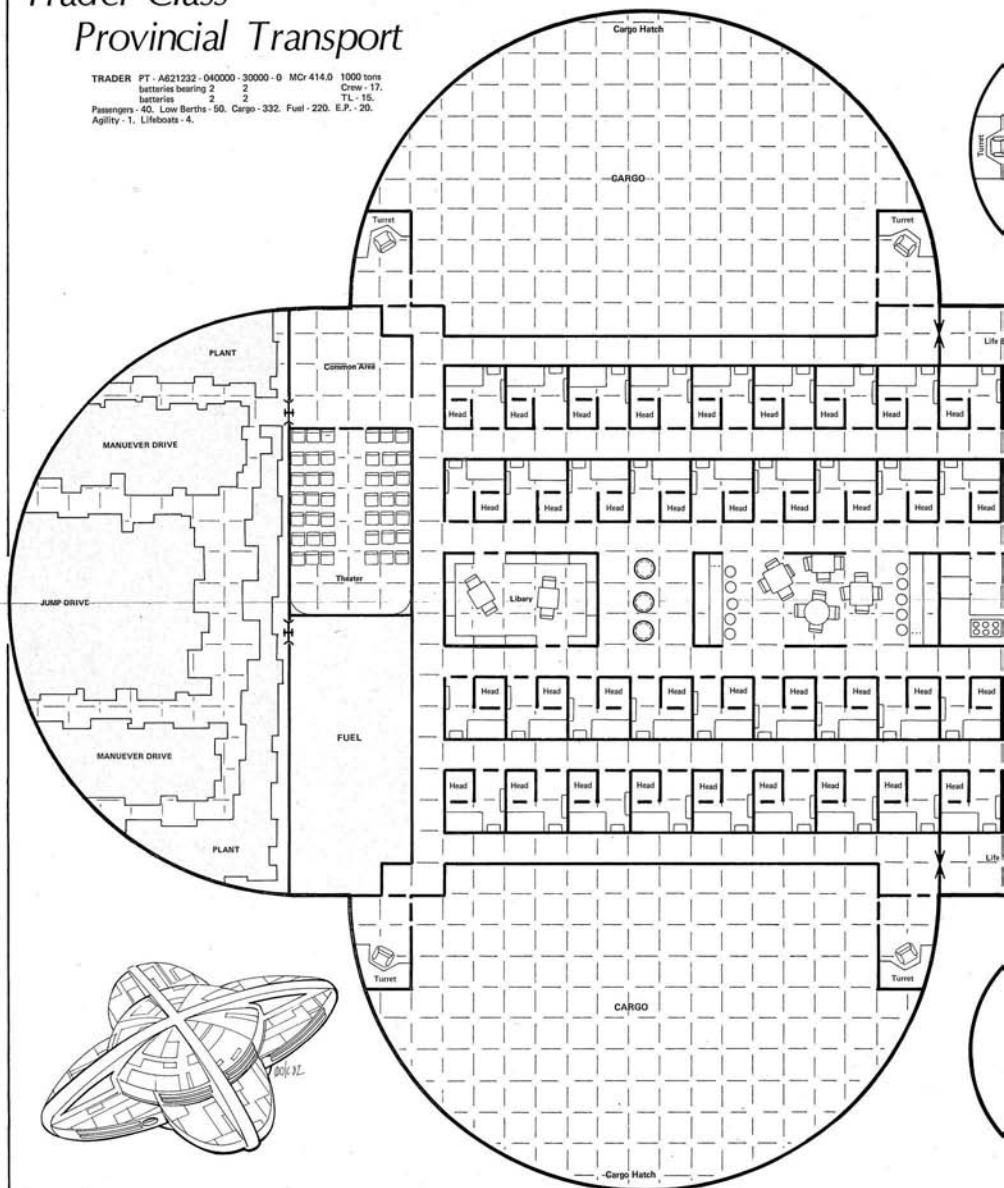 Trader Class
Provincial Transport
TRADER PT - A621232 - 040000 - 30000 - 0 MCr 414.0 1000 tons
batteries bearing 2 2 Crew - 17.
batteries 2 2 TL - 15.
Passengers - 40. Low Berths - 50. Cargo - 332. Fuel - 220. E.P. - 20.
Agility - 1. Lifeboats - 4.
Cargo Hatch
Turret
CARGO
Turret
Turret
PLANT
Common Area
Life
MANUEVER DRIVE
Head Head Head Head Head Head Head Head Head
Head Head Head Head Head Head Head Head Head
Theater
Libary
JUMP DRIVE
Head Head Head Head Head Head Head Head Head
FUEL
MANUEVER DRIVE
Head Head Head Head Head Head Head Head Head
PLANT
Life
Turret
Turret
CARGO
Cargo Hatch